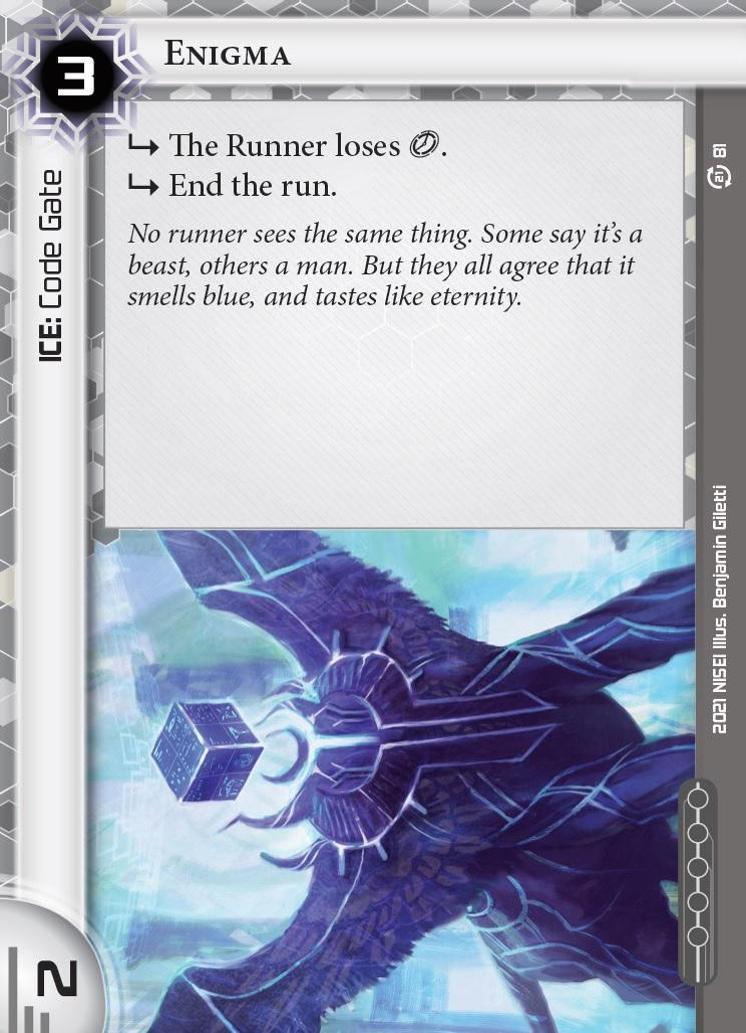 3
Enigma
↳ The Runner loses .
↳ End the run.
No runner sees the same thing. Some say it's a
beast, others a man. But they all agree that it
smells blue, and tastes like eternity.
ICE: Code Gate
2
21 81
2021 NISEI Illus. Benjamin Giletti